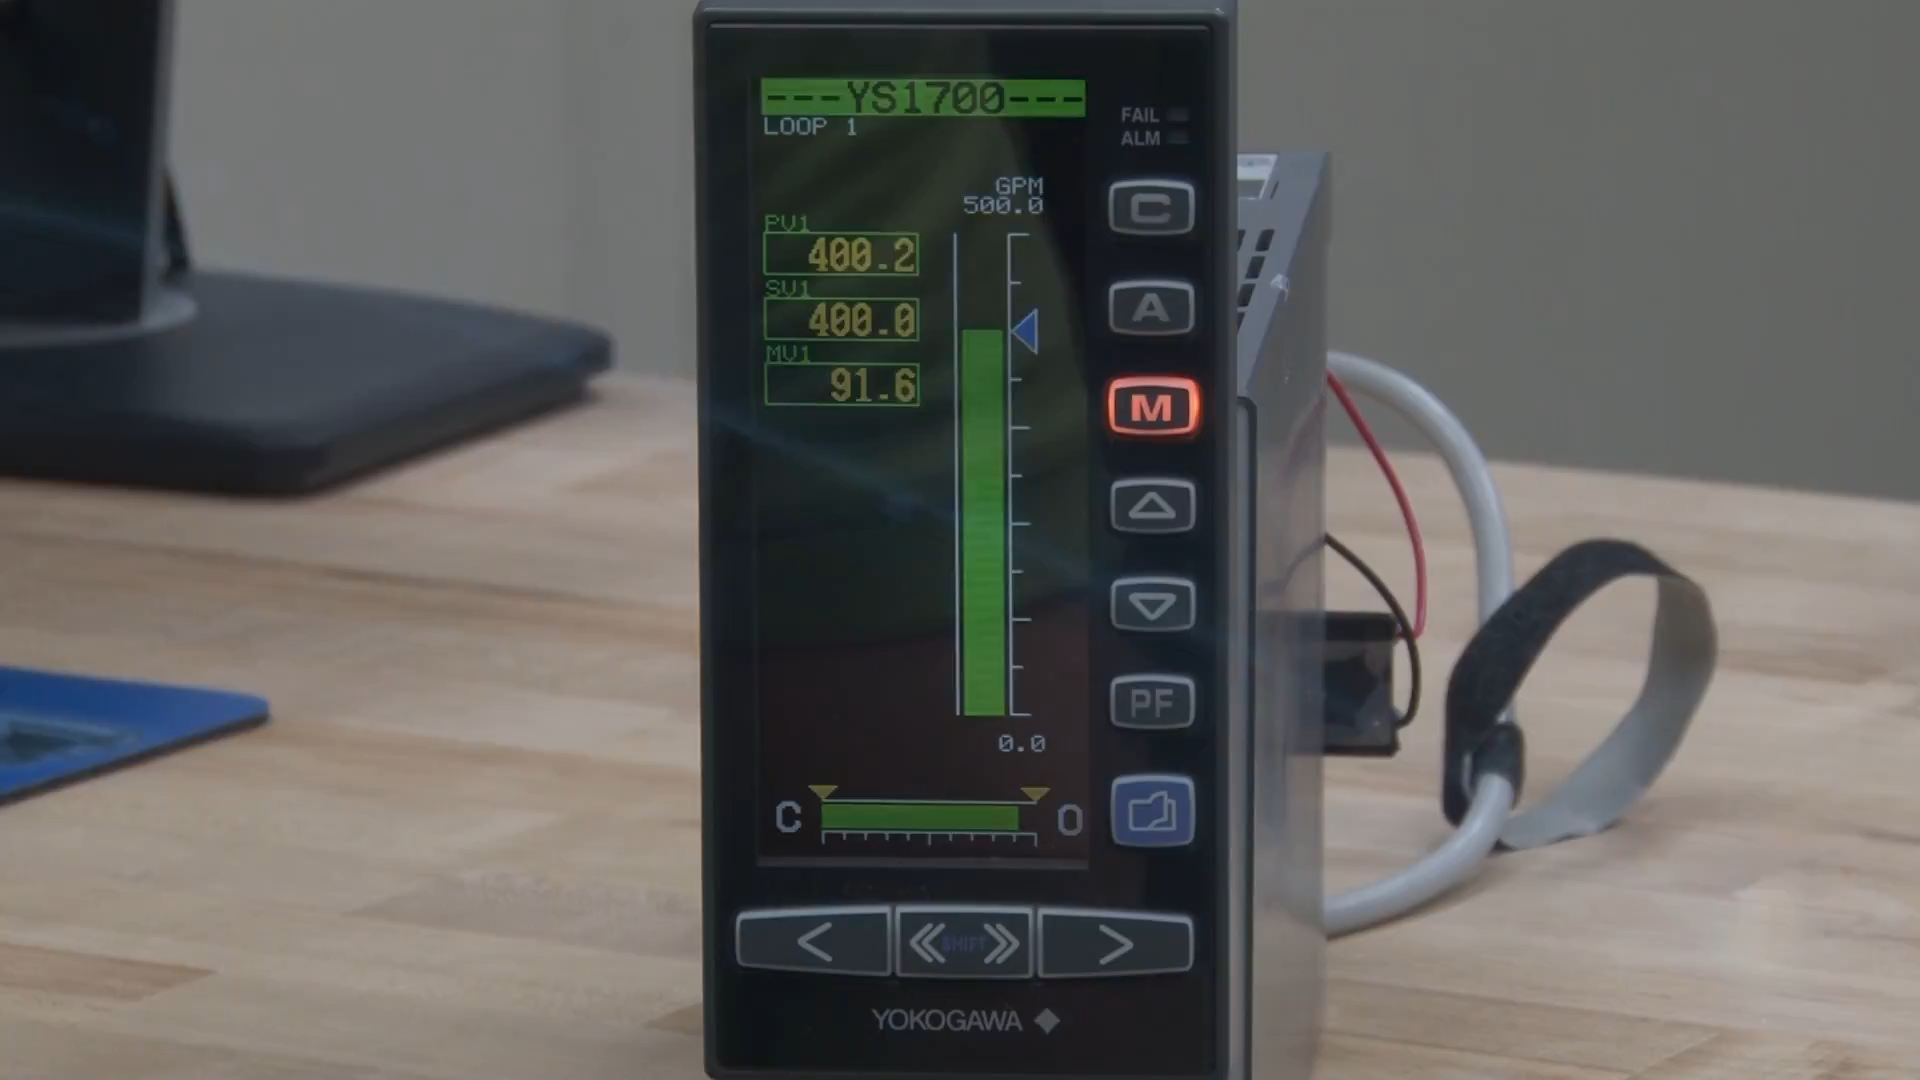 ---YS1700---
LOOP 1
FAIL
ALM
GPM
500.0
PV1
400.2
SV1
400.0
MV1
91.6
C
A
M
PF
0.0
C
O
SHIFT
YOKOGAWA